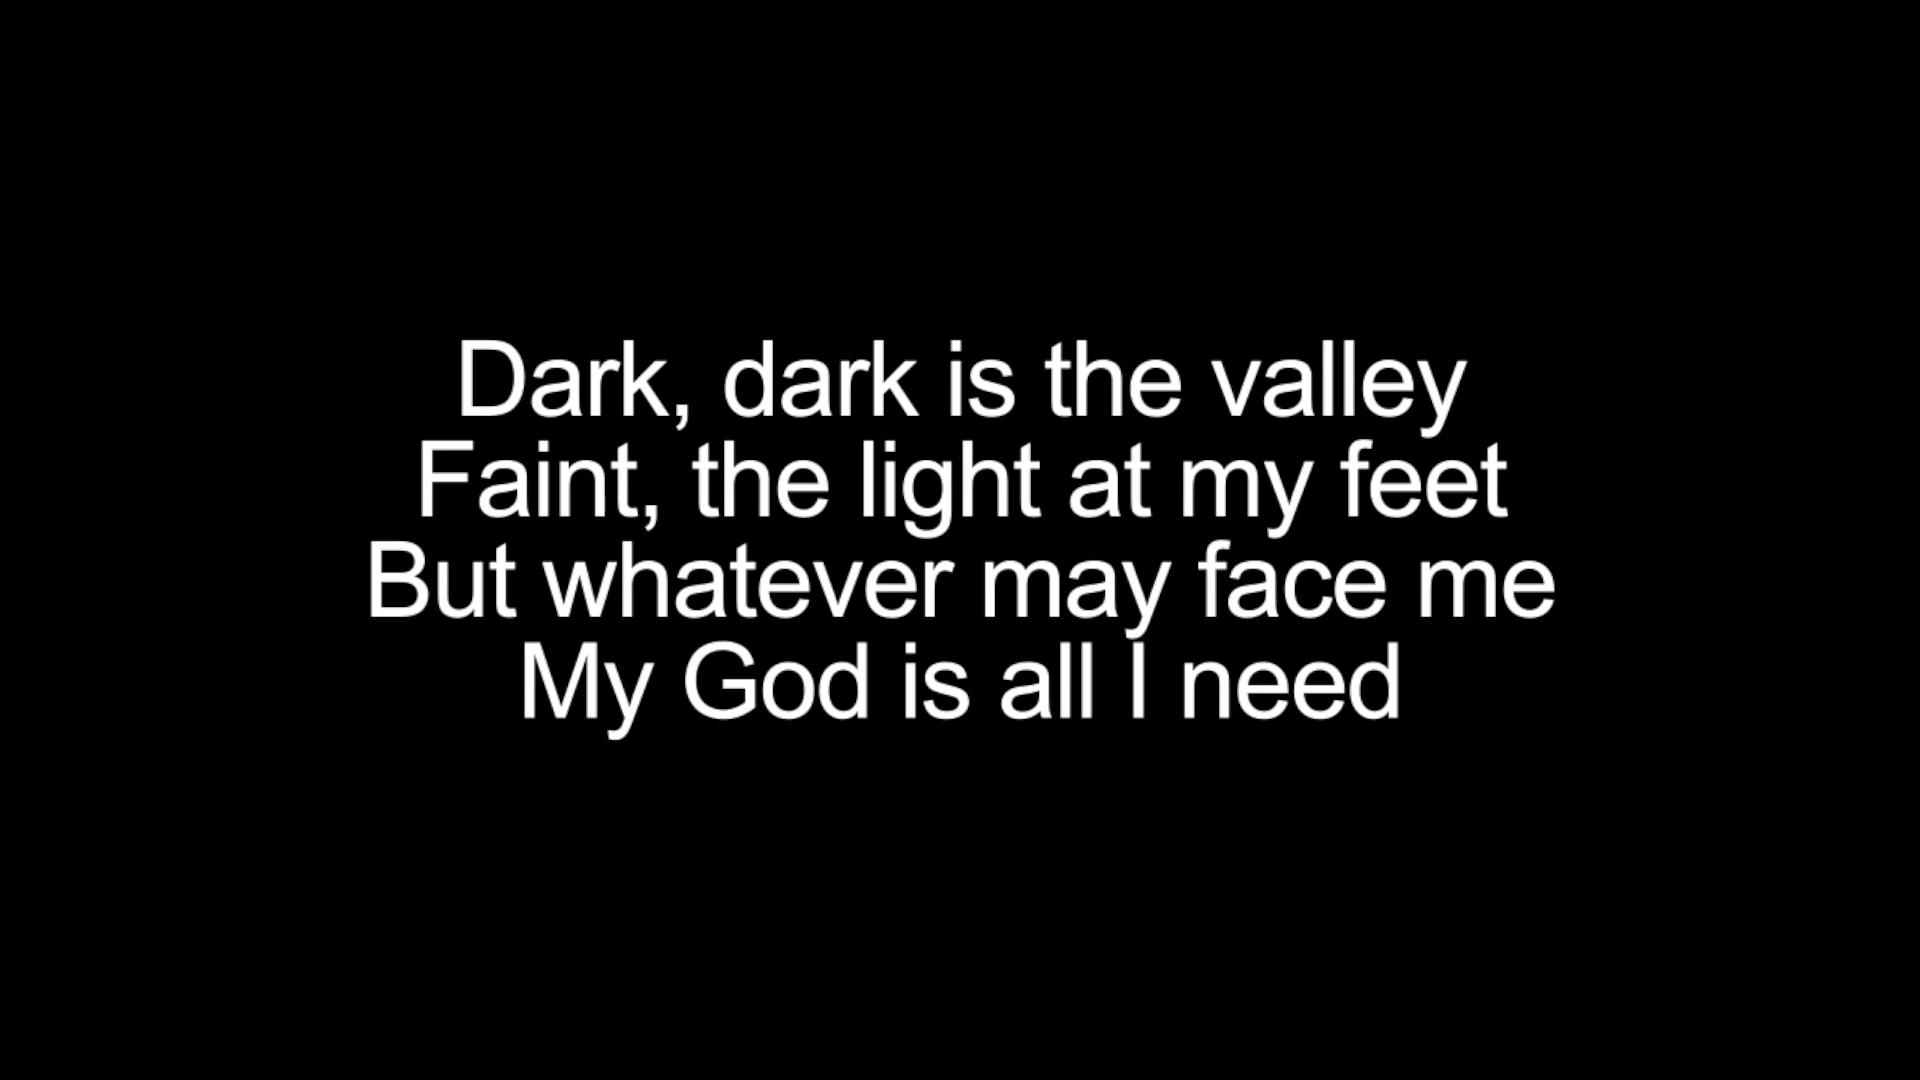 Dark, dark is the valley
Faint, the light at my feet
But whatever may face me
My God is all I need